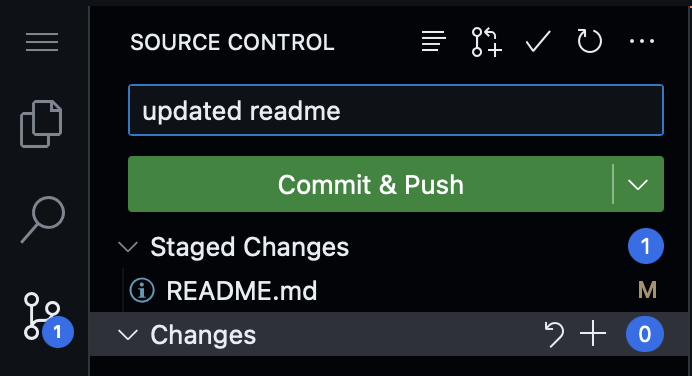 SOURCE CONTROL
updated readme
Commit & Push
Staged Changes 1
README.md M
1
Changes 0